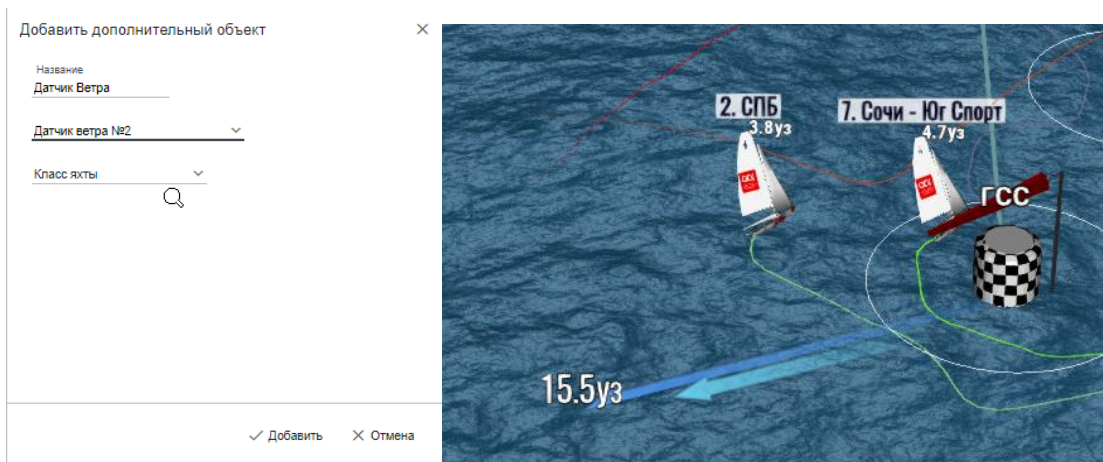 Добавить дополнительный объект
Название
Датчик Ветра
Датчик ветра №2
Класс яхты
Добавить
Отмена
2. СПБ
3.8уз
7. Сочи - Юг Спорт
4.7уз
ГСС
15.5уз